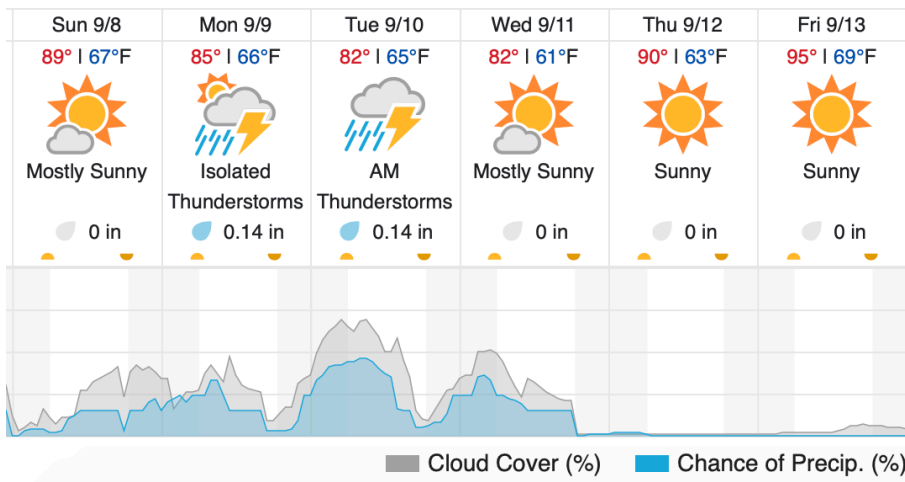 Sun 9/8 Mon 9/9 Tue 9/10 Wed 9/11 Thu 9/12 Fri 9/13
89° | 67°F 85° | 66°F 82° | 65°F 82° | 61°F 90° | 63°F 95° | 69°F
Mostly Sunny Isolated AM Mostly Sunny Sunny Sunny
Thunderstorms Thunderstorms
0 in 0.14 in 0.14 in 0 in 0 in 0 in
Cloud Cover (%) Chance of Precip. (%)